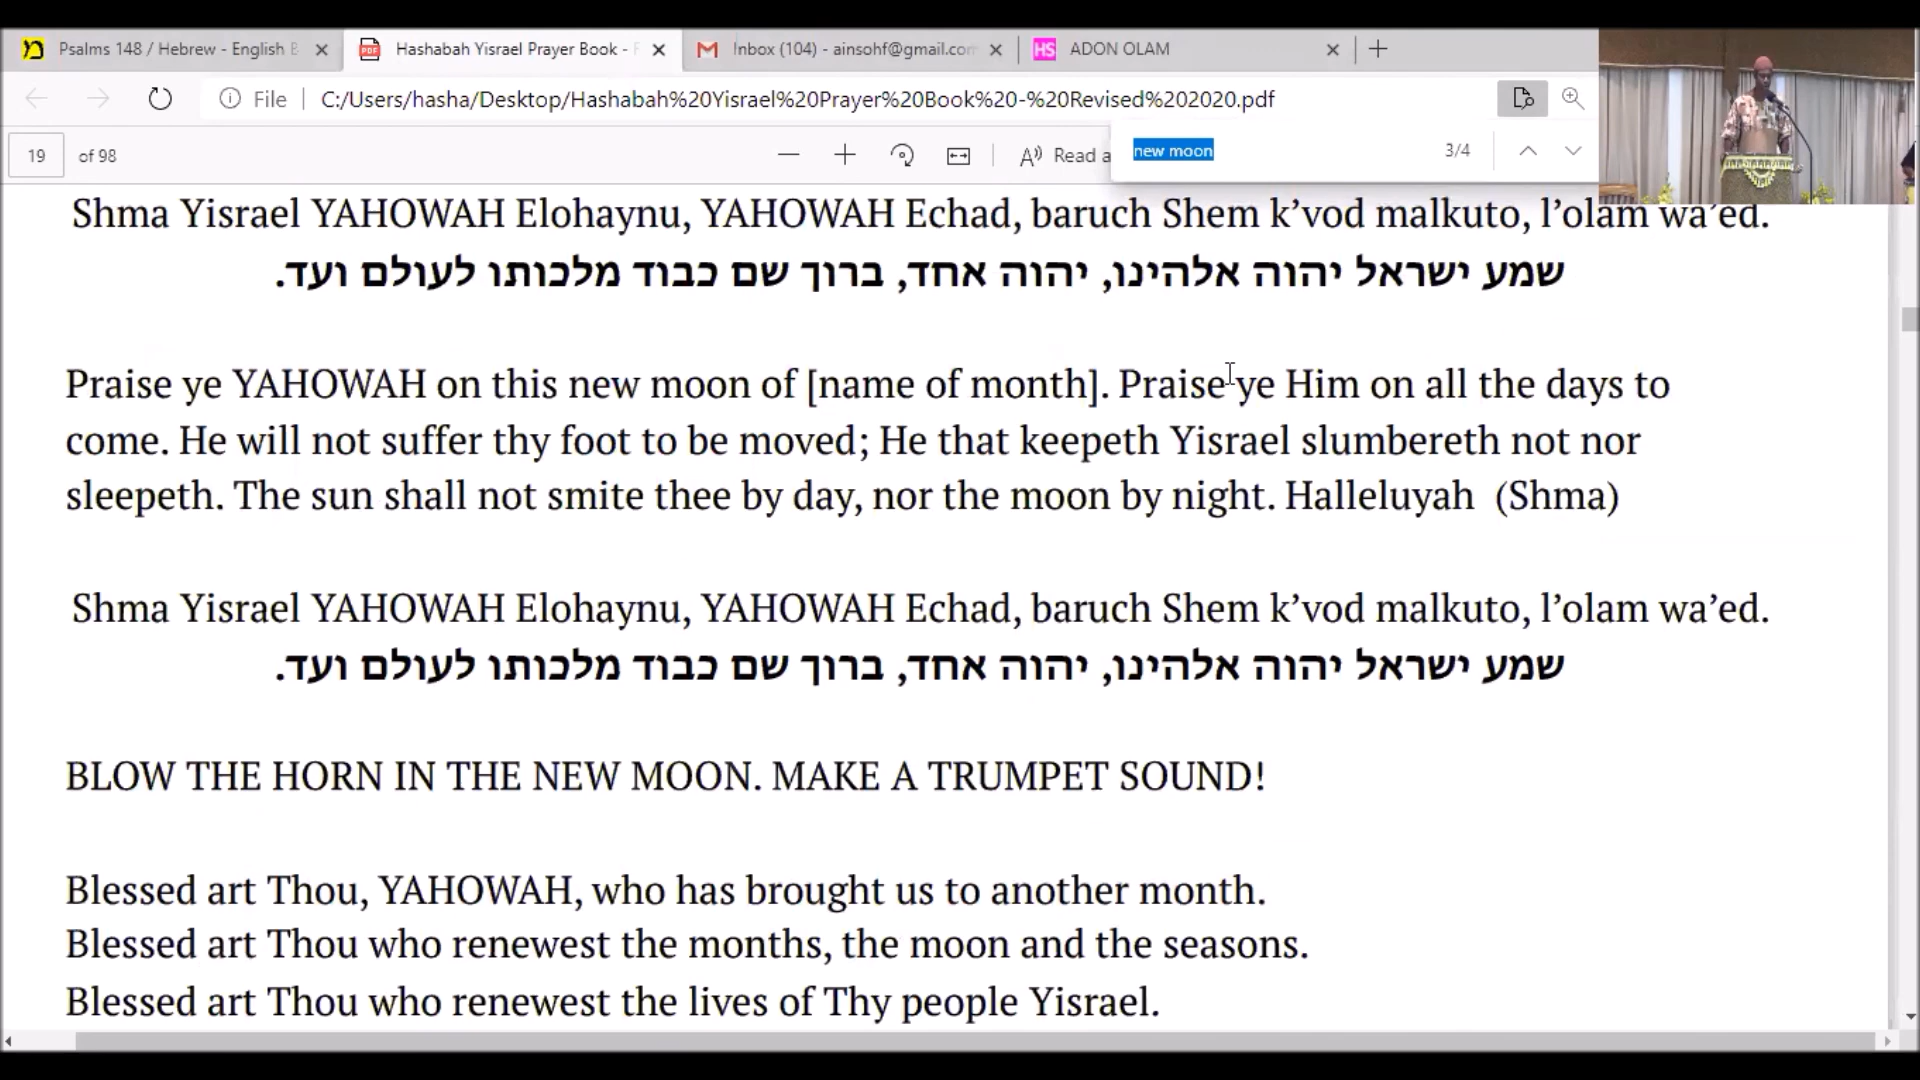 Psalms 148 / Hebrew - English B
Hashabah Yisrael Prayer Book -
Inbox (104) - ainsohf@gmail.com
ADON OLAM
File
C:/Users/hasha/Desktop/Hashabah%20Yisrael%20Prayer%20Book%20-%20Revised%202020.pdf
19 of 98
Read a
new moon
3/4
Shma Yisrael YAHOWAH Elohaynu, YAHOWAH Echad, baruch Shem k’vod malkuto, l’olam wa’ed.
שמע ישראל יהוה אלהינו, יהוה אחד, ברוך שם כבוד מלכותו לעולם ועד.
Praise ye YAHOWAH on this new moon of [name of month]. Praise ye Him on all the days to
come. He will not suffer thy foot to be moved; He that keepeth Yisrael slumbereth not nor
sleepeth. The sun shall not smite thee by day, nor the moon by night. Halleluyah (Shma)
Shma Yisrael YAHOWAH Elohaynu, YAHOWAH Echad, baruch Shem k’vod malkuto, l’olam wa’ed.
שמע ישראל יהוה אלהינו, יהוה אחד, ברוך שם כבוד מלכותו לעולם ועד.
BLOW THE HORN IN THE NEW MOON. MAKE A TRUMPET SOUND!
Blessed art Thou, YAHOWAH, who has brought us to another month.
Blessed art Thou who renewest the months, the moon and the seasons.
Blessed art Thou who renewest the lives of Thy people Yisrael.